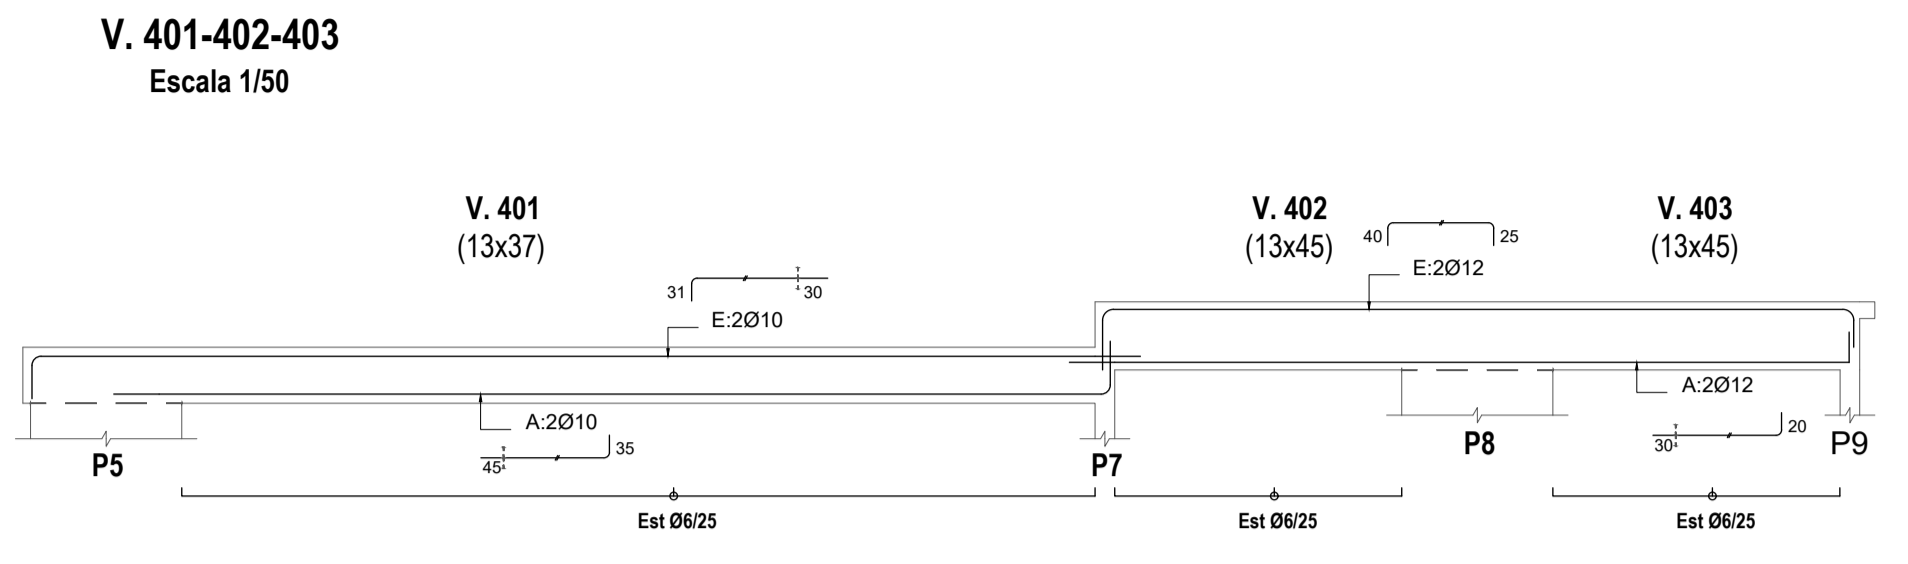 V. 401-402-403
Escala 1/50
V. 401
(13x37)
V. 402
(13x45)
V. 403
(13x45)
40
25
E:2Ø12
31
30
E:2Ø10
A:2Ø12
A:2Ø10
20
30
35
45
P5
P7
P8
P9
Est Ø6/25
Est Ø6/25
Est Ø6/25